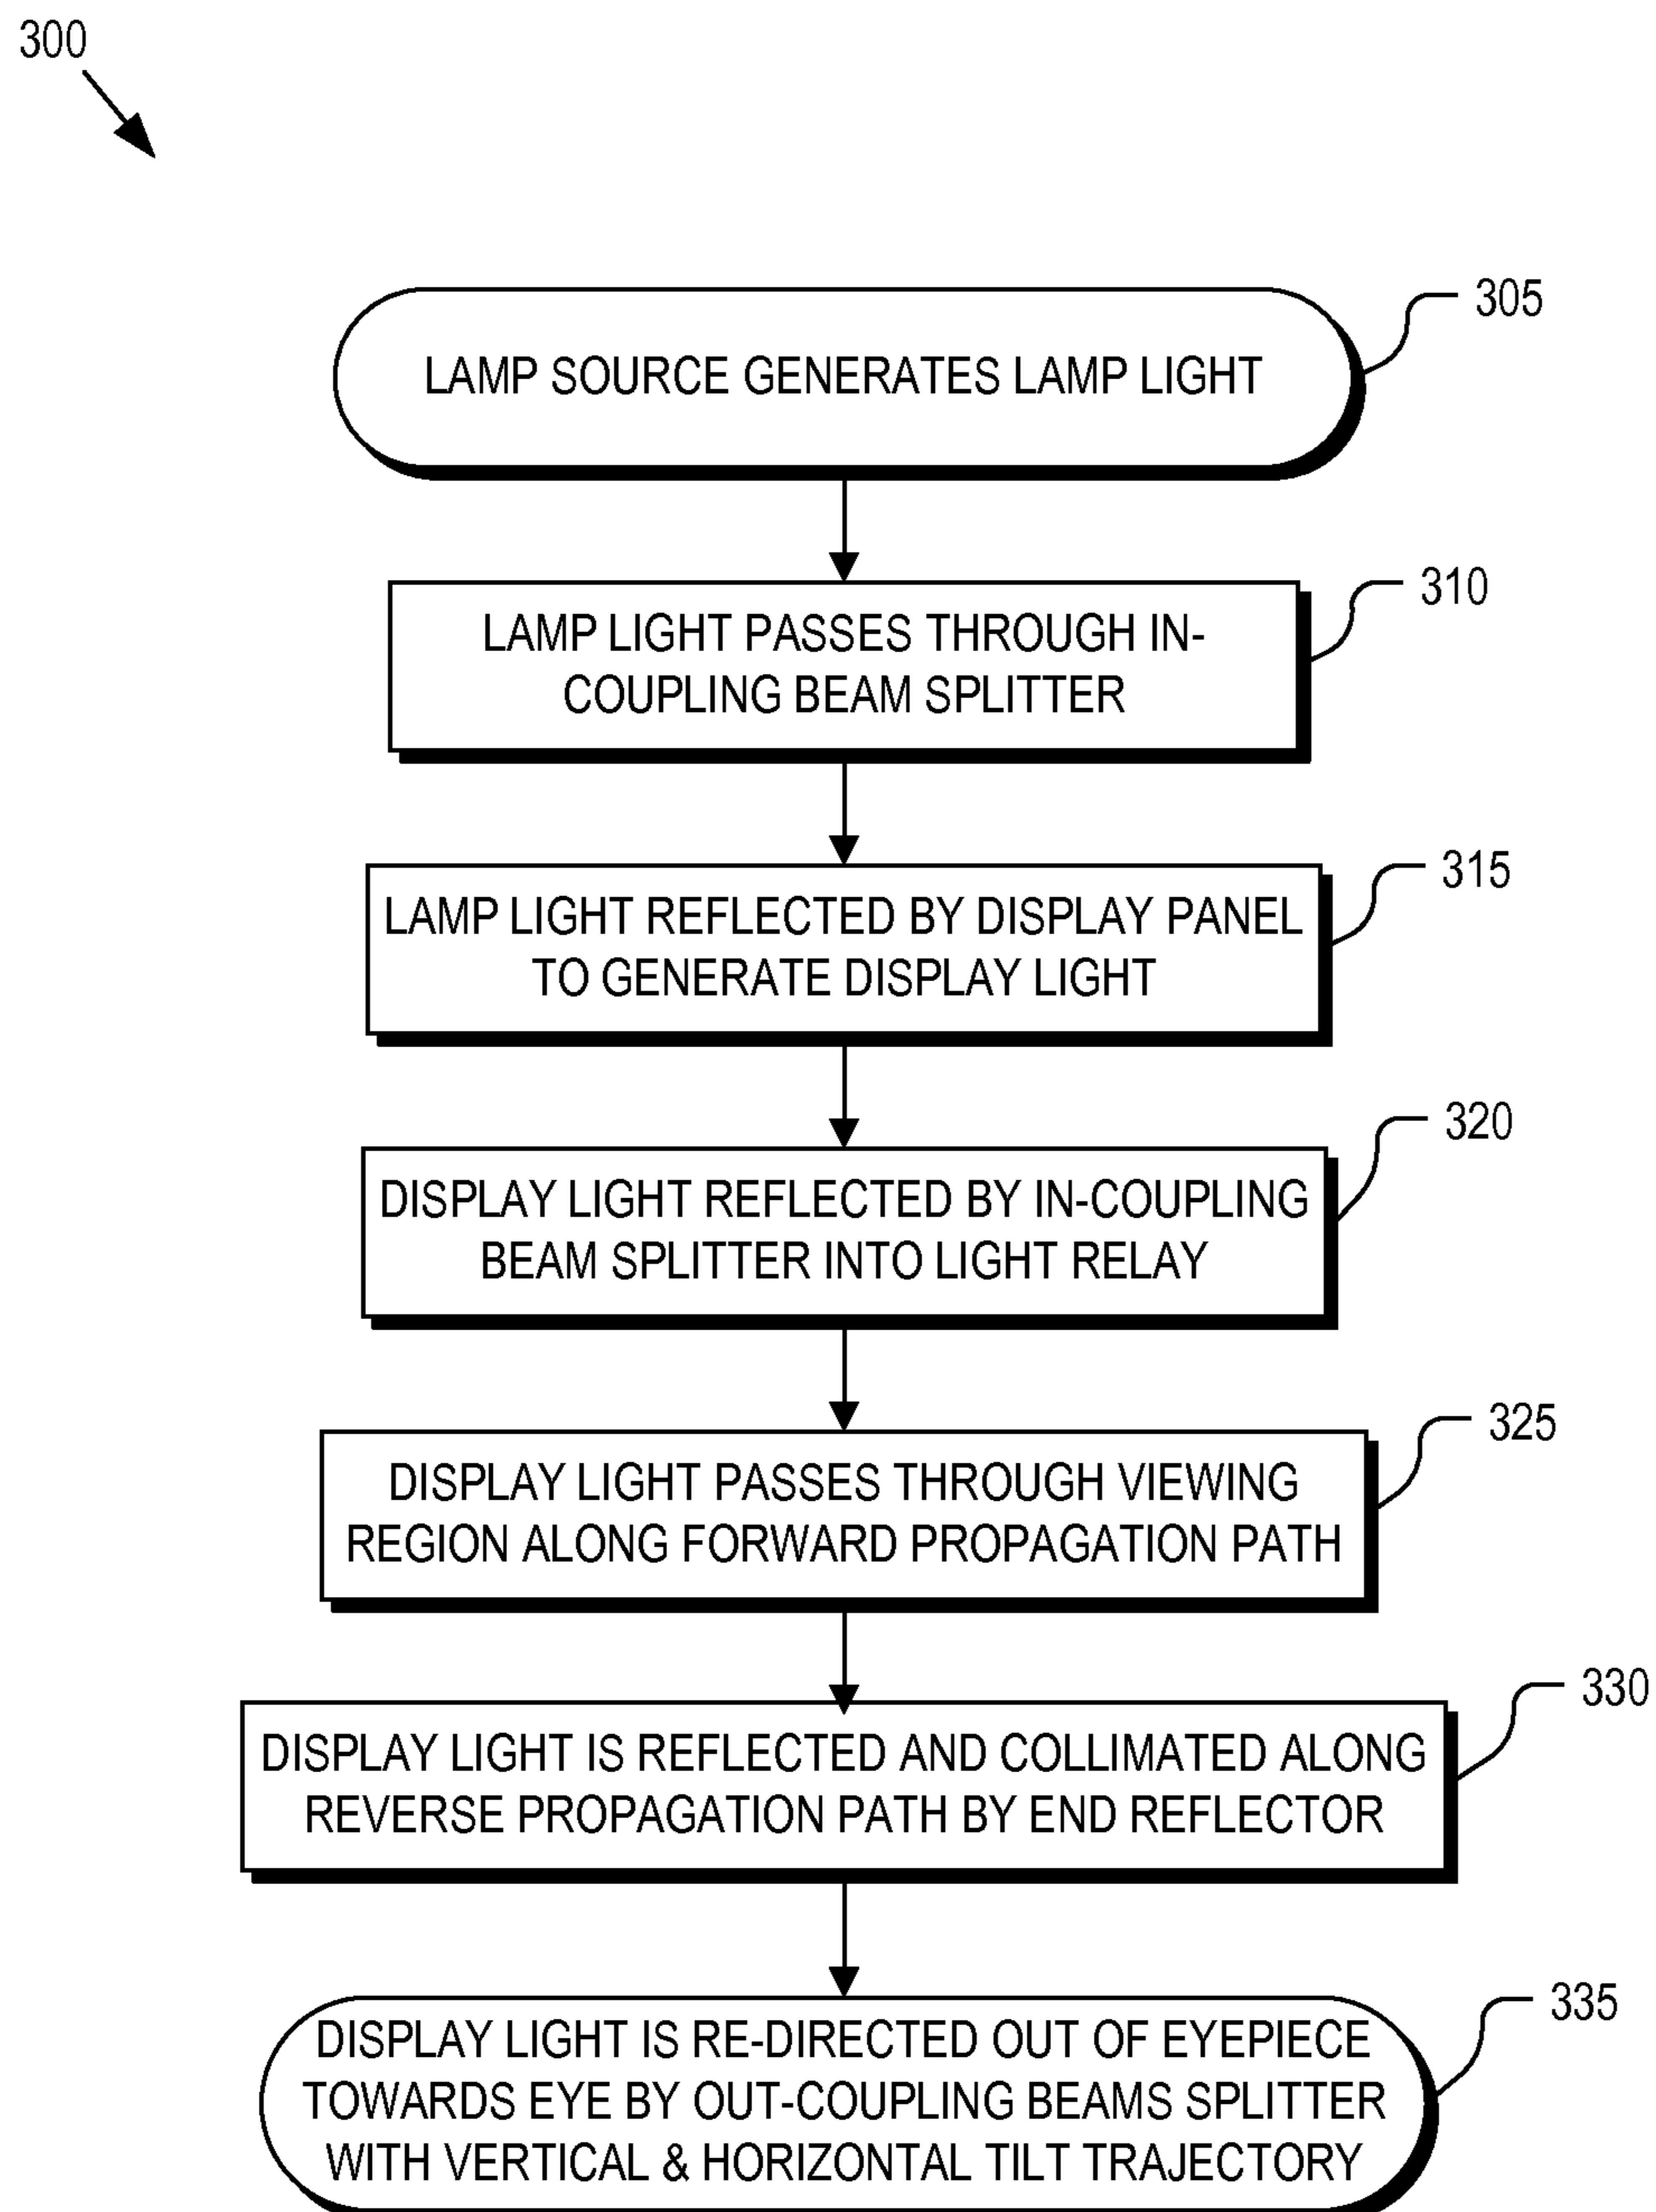 300
305
LAMP SOURCE GENERATES LAMP LIGHT
310
LAMP LIGHT PASSES THROUGH IN-
COUPLING BEAM SPLITTER
315
LAMP LIGHT REFLECTED BY DISPLAY PANEL
TO GENERATE DISPLAY LIGHT
320
DISPLAY LIGHT REFLECTED BY IN-COUPLING
BEAM SPLITTER INTO LIGHT RELAY
325
DISPLAY LIGHT PASSES THROUGH VIEWING
REGION ALONG FORWARD PROPAGATION PATH
330
DISPLAY LIGHT IS REFLECTED AND COLLIMATED ALONG
REVERSE PROPAGATION PATH BY END REFLECTOR
335
DISPLAY LIGHT IS RE-DIRECTED OUT OF EYEPIECE
TOWARDS EYE BY OUT-COUPLING BEAMS SPLITTER
WITH VERTICAL & HORIZONTAL TILT TRAJECTORY